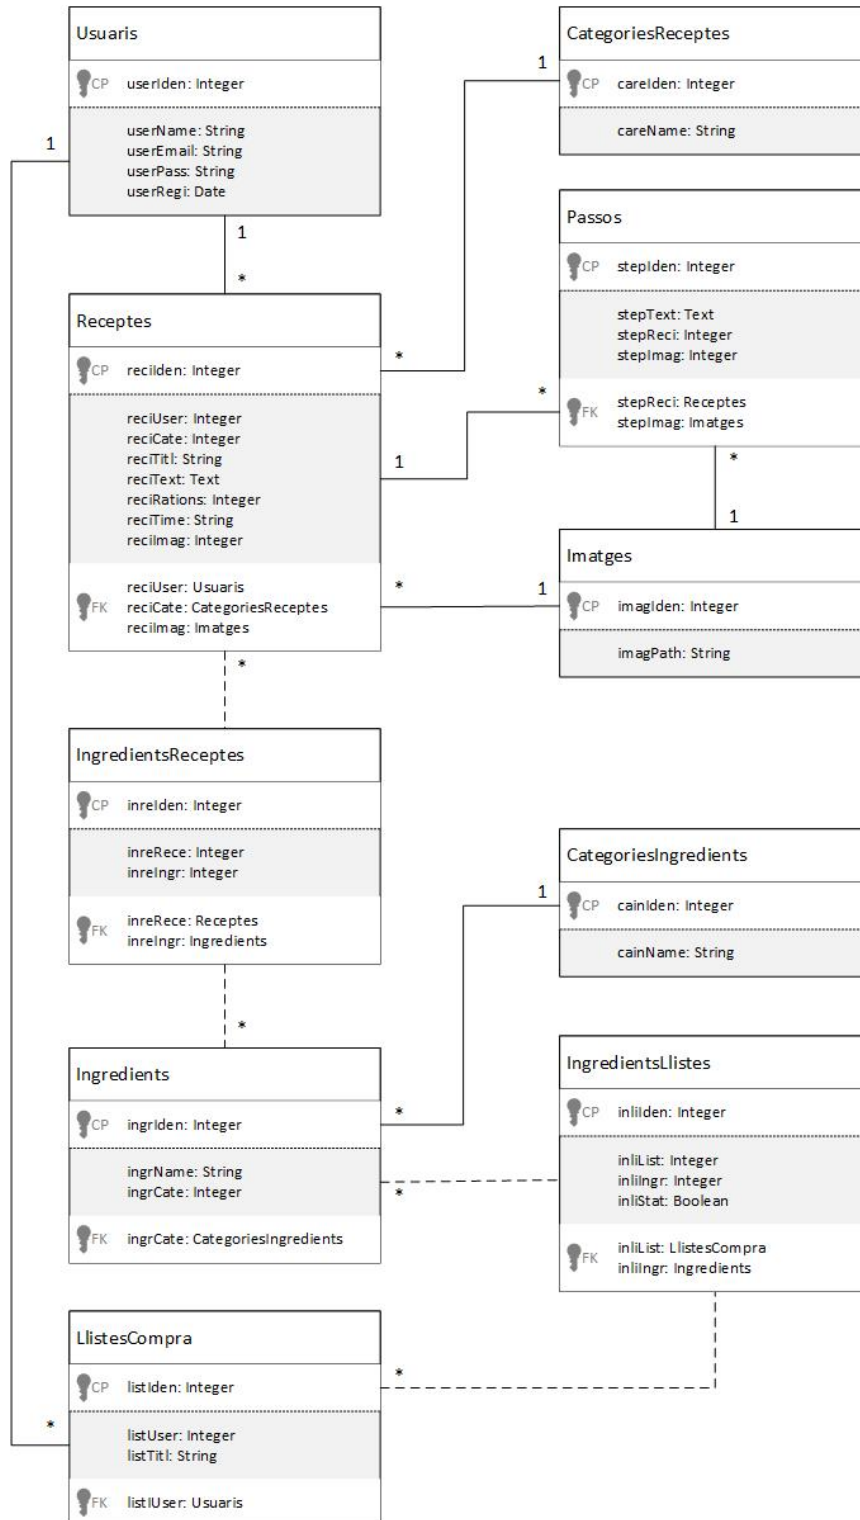 Usuaris
CP userIden: Integer
userName: String
userEmail: String
userPass: String
userRegi: Date
1
1
*
Receptes
CP reciIden: Integer
reciUser: Integer
reciCate: Integer
reciTitl: String
reciText: Text
reciRations: Integer
reciTime: String
reciImag: Integer
FK
reciUser: Usuaris
reciCate: CategoriesReceptes
reciImag: Imatges
*
1
*
*
CategoriesReceptes
CP careIden: Integer
careName: String
1
Passos
CP stepIden: Integer
stepText: Text
stepReci: Integer
stepImag: Integer
FK
stepReci: Receptes
stepImag: Imatges
*
*
1
Imatges
CP imagIden: Integer
imagPath: String
1
IngredientsReceptes
CP inreIden: Integer
inreRece: Integer
inreIngr: Integer
FK
inreRece: Receptes
inreIngr: Ingredients
*
CategoriesIngredients
CP cainIden: Integer
cainName: String
1
Ingredients
CP ingrIden: Integer
ingrName: String
ingrCate: Integer
FK ingrCate: CategoriesIngredients
*
*
IngredientsLlistes
CP inliIden: Integer
inliList: Integer
inliIngr: Integer
inliStat: Boolean
FK
inliList: LlistesCompra
inliIngr: Ingredients
LlistesCompra
CP listIden: Integer
listUser: Integer
listTitl: String
FK listIUser: Usuaris
*
*